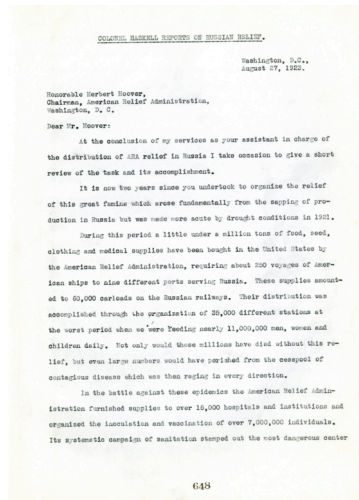 COLONEL HASKELL REPORTS ON RUSSIAN RELIEF.
Washington, D.C.,
August 27, 1923.
Honorable Herbert Hoover,
Chairman, American Relief Administration,
Washington, D. C.
Dear Mr. Hoover:
At the conclusion of my services as your assistant in charge of
the distribution of ARA relief in Russia I take occasion to give a short
review of the task and its accomplishment.
It is now two years since you undertook to organize the relief
of this great famine which arose fundamentally from the sapping of pro-
duction in Russia but was made more acute by drought conditions in 1921.
During this period a little under a million tons of food, seed,
clothing and medical supplies have been bought in the United States by
the American Relief Administration, requiring about 250 voyages of Amer-
ican ships to nine different ports serving Russia. These supplies amount-
ed to 60,000 carloads on the Russian railways. Their distribution was
accomplished through the organization of 35,000 different stations at
the worst period when we were feeding nearly 11,000,000 men, women and
children daily. Not only would these millions have died without this re-
lief, but even large numbers would have perished from the cesspool of
contagious disease which was then raging in every direction.
In the battle against these epidemics the American Relief Admin-
istration furnished supplies to over 15,000 hospitals and institutions and
organized the inoculation and vaccination of over 7,000,000 individuals.
Its systematic campaign of sanitation stamped out the most dangerous center
648